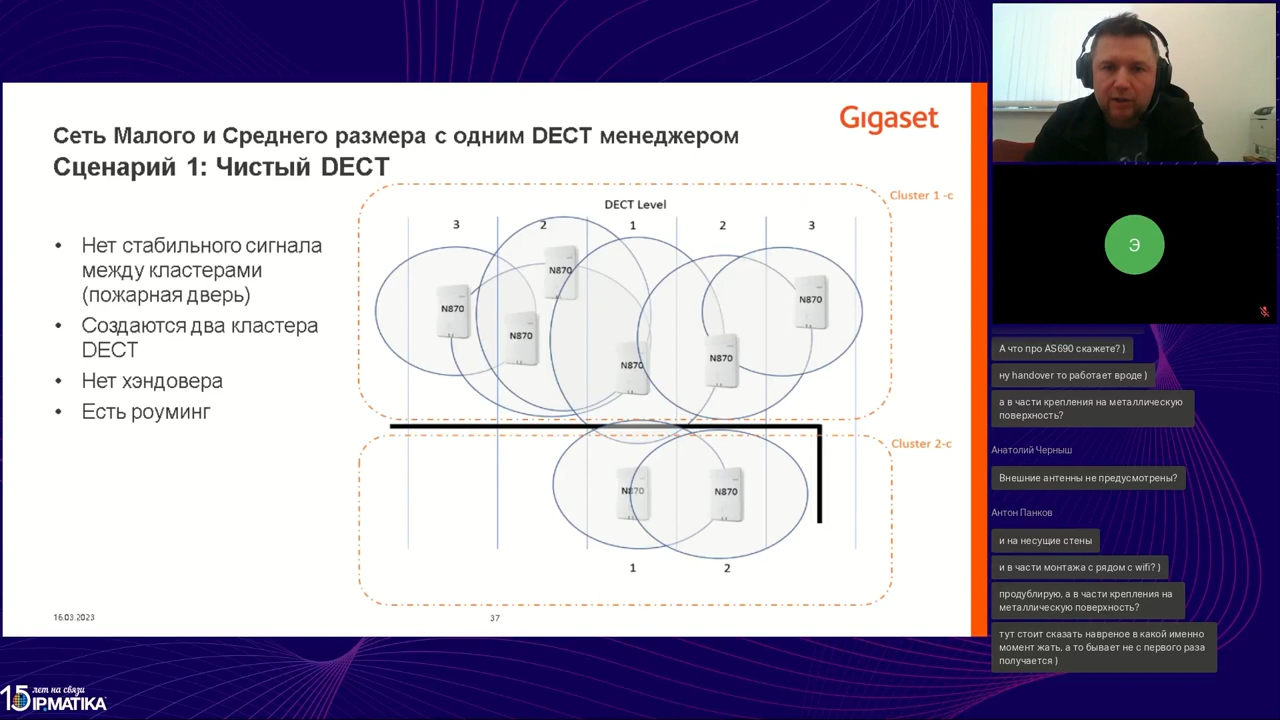 Gigaset
Сеть Малого и Среднего размера с одним DECT менеджером
Сценарий 1: Чистый DECT
• Нет стабильного сигнала
между кластерами
(пожарная дверь)
• Создаются два кластера
DECT
• Нет хэндовера
• Есть роуминг
Cluster 1 -c
DECT Level
3
2
1
2
3
N870
N870
N870
N870
N870
N870
Cluster 2-c
N870
N870
1
2
16.03.2023
37
Э
А что про AS690 скажете? )
ну handover то работает вроде )
а в части крепления на металлическую
поверхность?
Анатолий Черныш
Внешние антенны не предусмотрены?
Антон Панков
и на несущие стены
и в части монтажа с рядом с wifi? )
продублирую, а в части крепления на
металлическую поверхность?
тут стоит сказать навреное в какой именно
момент жать, а то бывает не с первого раза
получается )
15 лет на связи
IPMATIKA